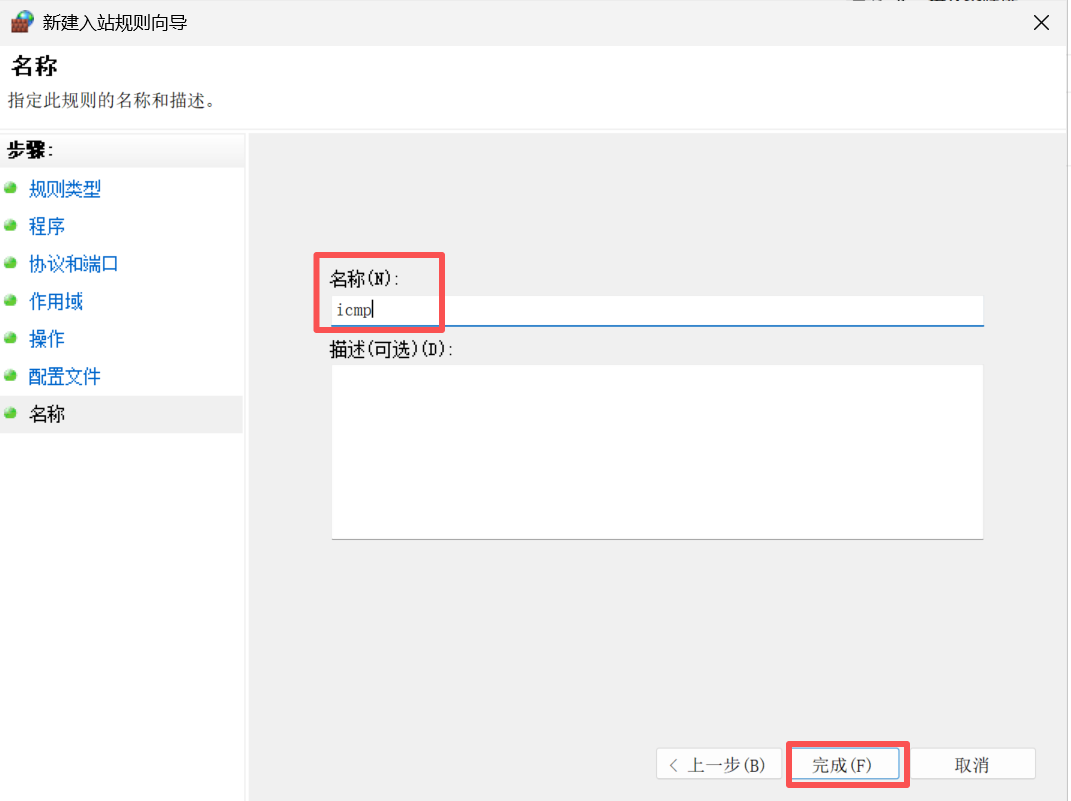 新建入站规则向导
名称
指定此规则的名称和描述。
步骤:
规则类型
程序
协议和端口
作用域
操作
配置文件
名称
名称(N):
icmp
描述(可选)(D):
< 上一步(B)
完成(F)
取消